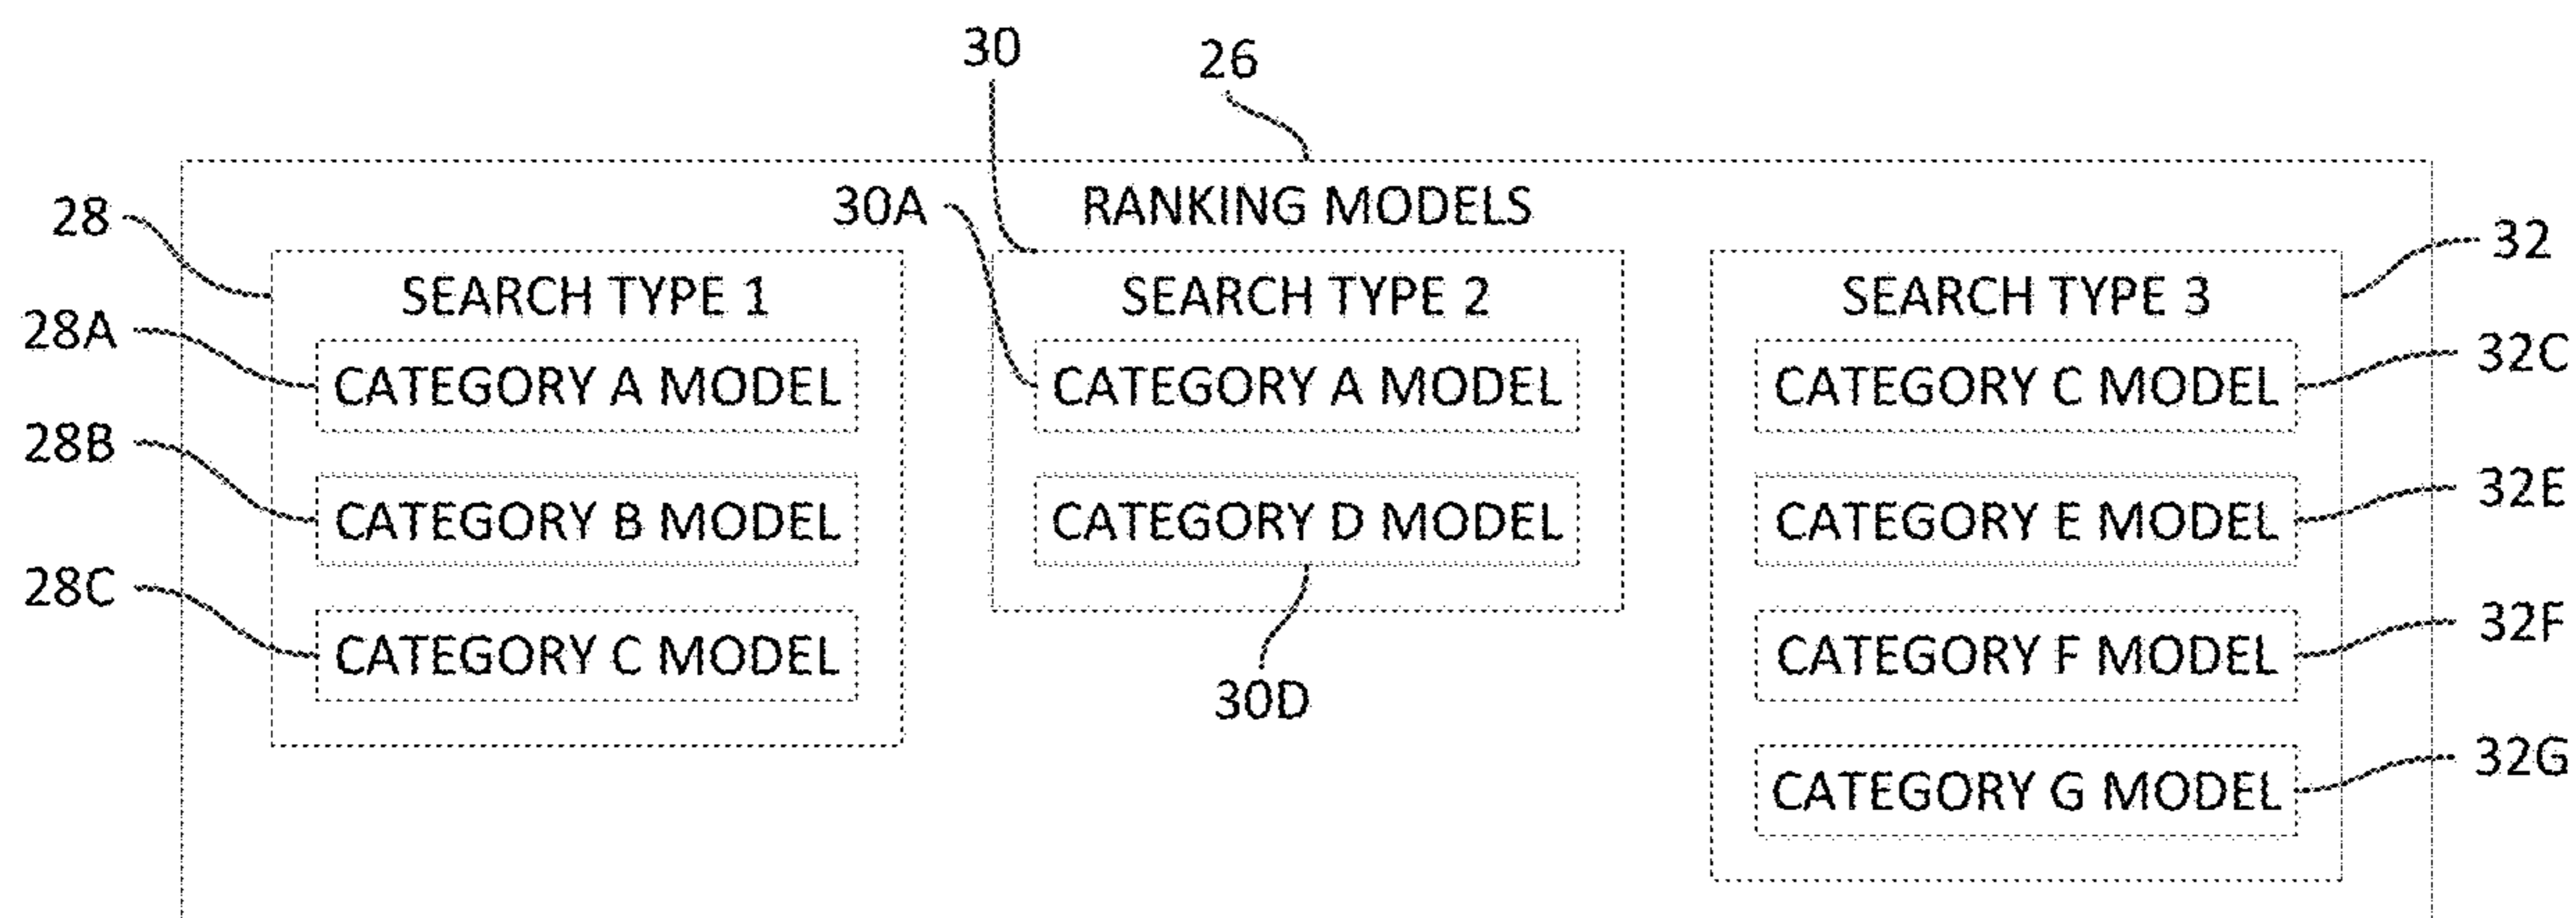 30
26
RANKING MODELS
28
30A
32
SEARCH TYPE 1
SEARCH TYPE 2
SEARCH TYPE 3
28A
CATEGORY A MODEL
CATEGORY A MODEL
CATEGORY C MODEL
32C
28B
CATEGORY B MODEL
CATEGORY D MODEL
CATEGORY E MODEL
32E
28C
CATEGORY C MODEL
30D
CATEGORY F MODEL
32F
CATEGORY G MODEL
32G